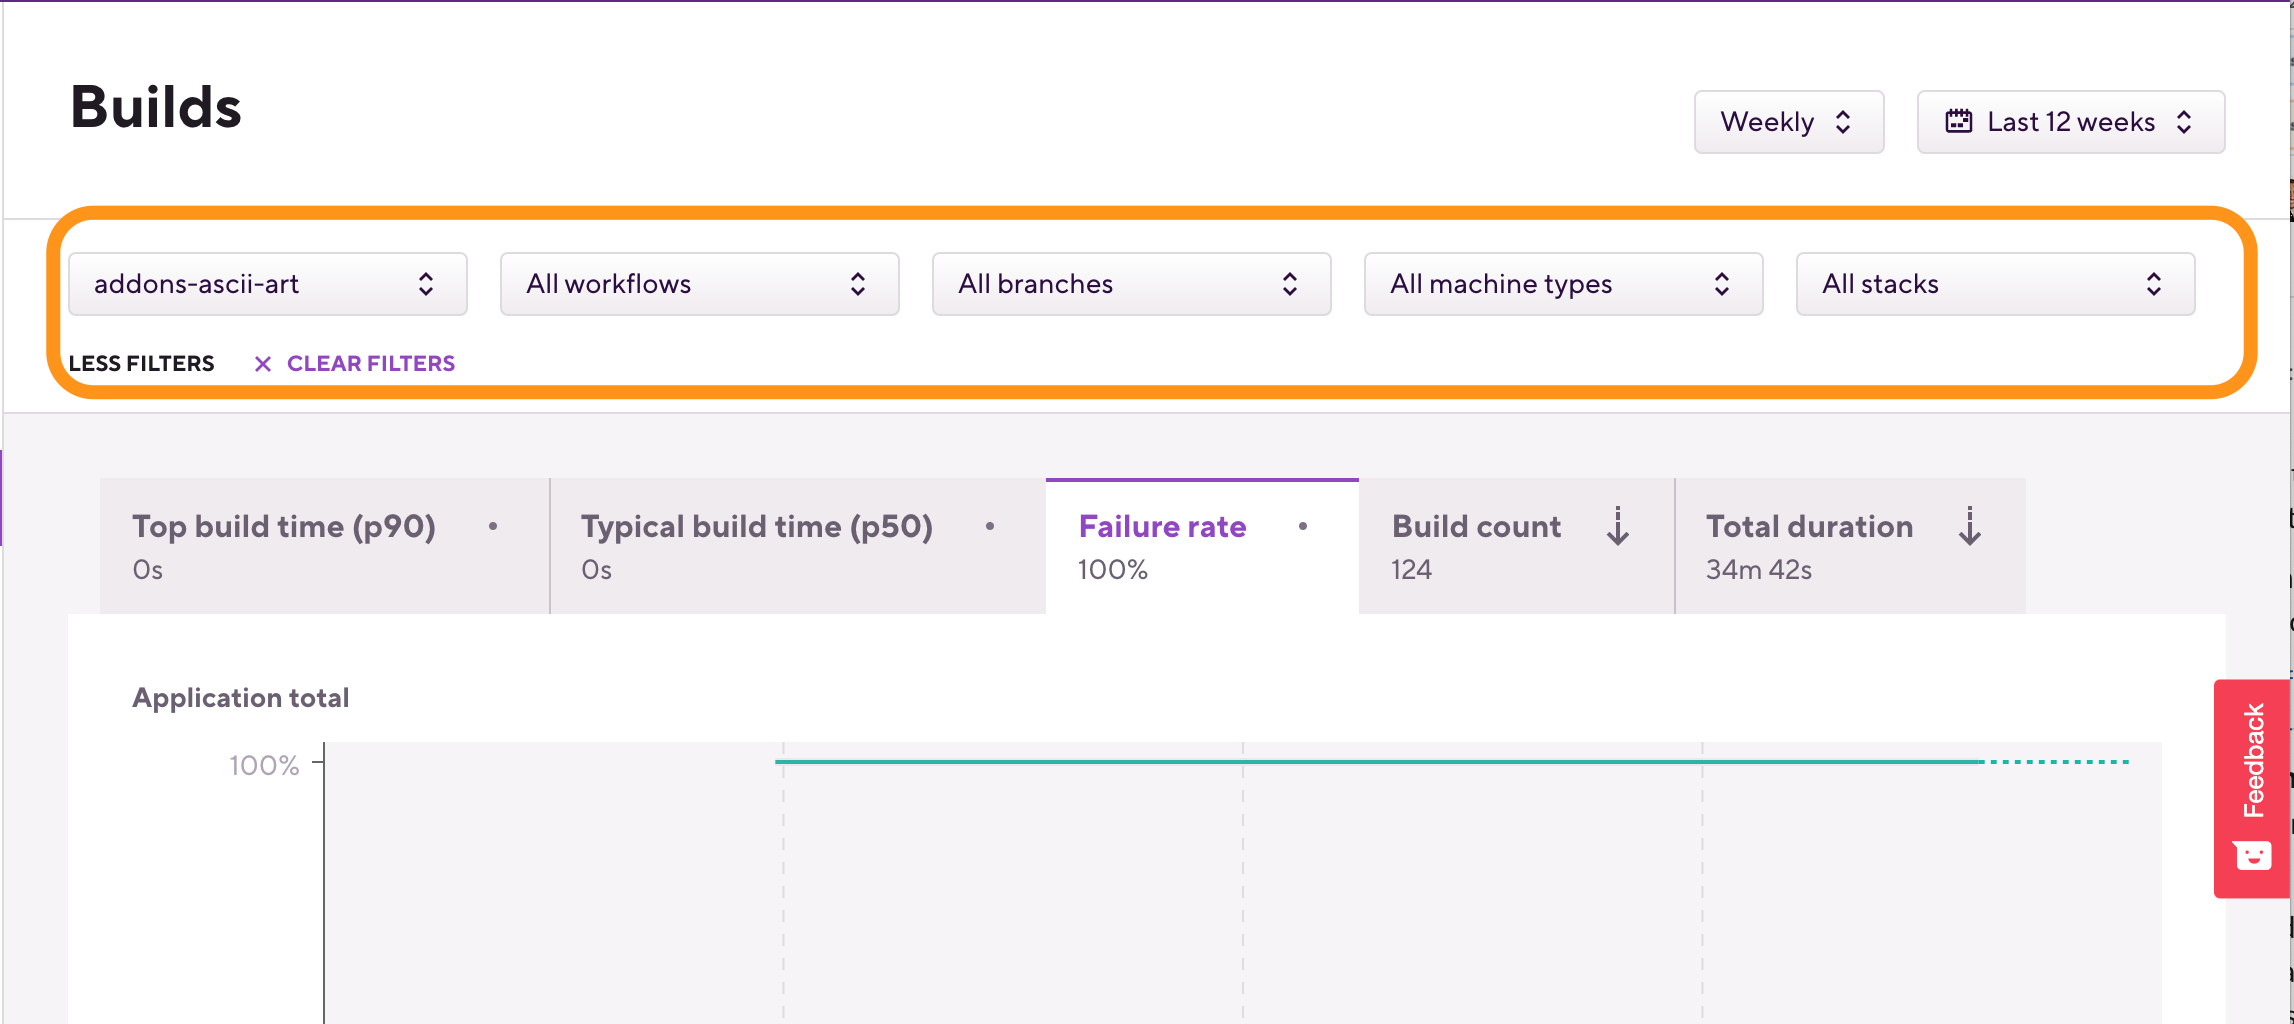 Builds
Weekly
Last 12 weeks
addons-ascii-art
All workflows
All branches
All machine types
All stacks
LESS FILTERS
CLEAR FILTERS
Top build time (p90)
0s
Typical build time (p50)
0s
Failure rate
100%
Build count
124
Total duration
34m 42s
Application total
100%
Feedback